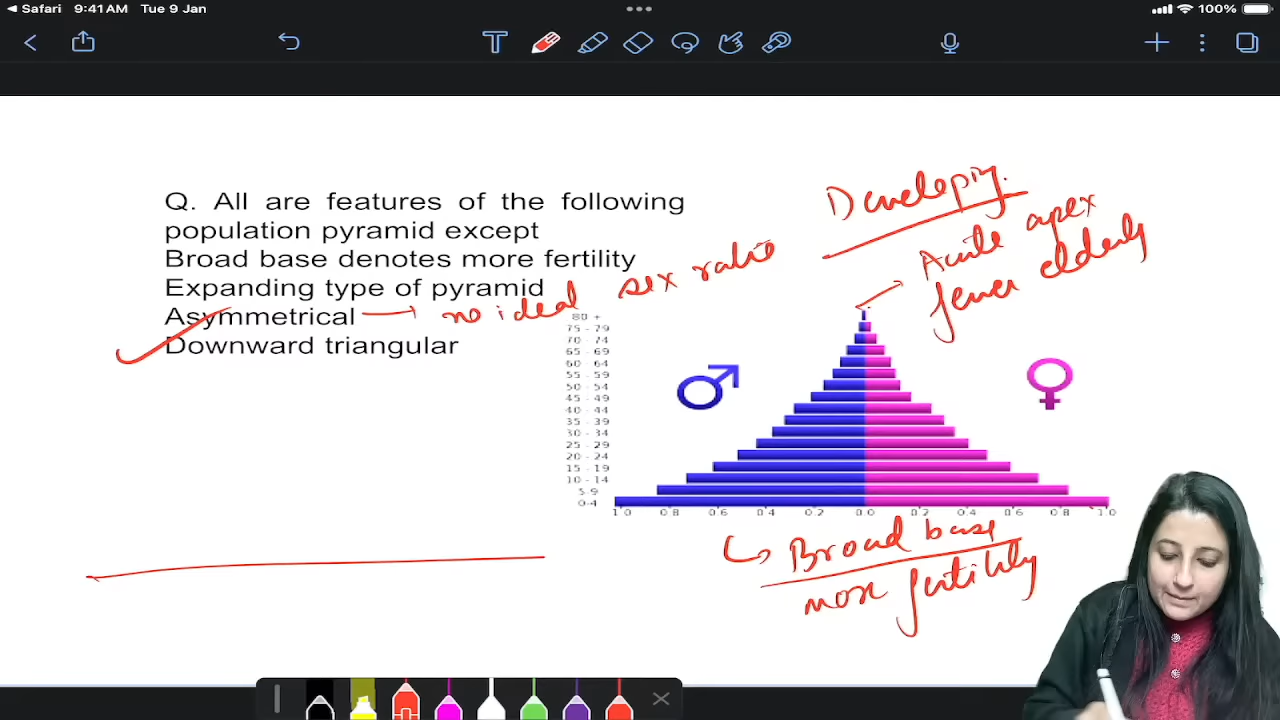 Safari 9:41 AM Tue 9 Jan
100%
Q. All are features of the following
population pyramid except
Broad base denotes more fertility
Expanding type of pyramid
Asymmetrical → no ideal sex ratio
Downward triangular
Developing
Acute apex
fewer elderly
80 +
75 - 79
70 - 74
65 - 69
60 - 64
55 - 59
50 - 54
45 - 49
40 - 44
35 - 39
30 - 34
25 - 29
20 - 24
15 - 19
10 - 14
5-9
0-4
1.0 0.8 0.6 0.4 0.2 0.0 0.2 0.4 0.6 0.8 1.0
Broad base
more fertility